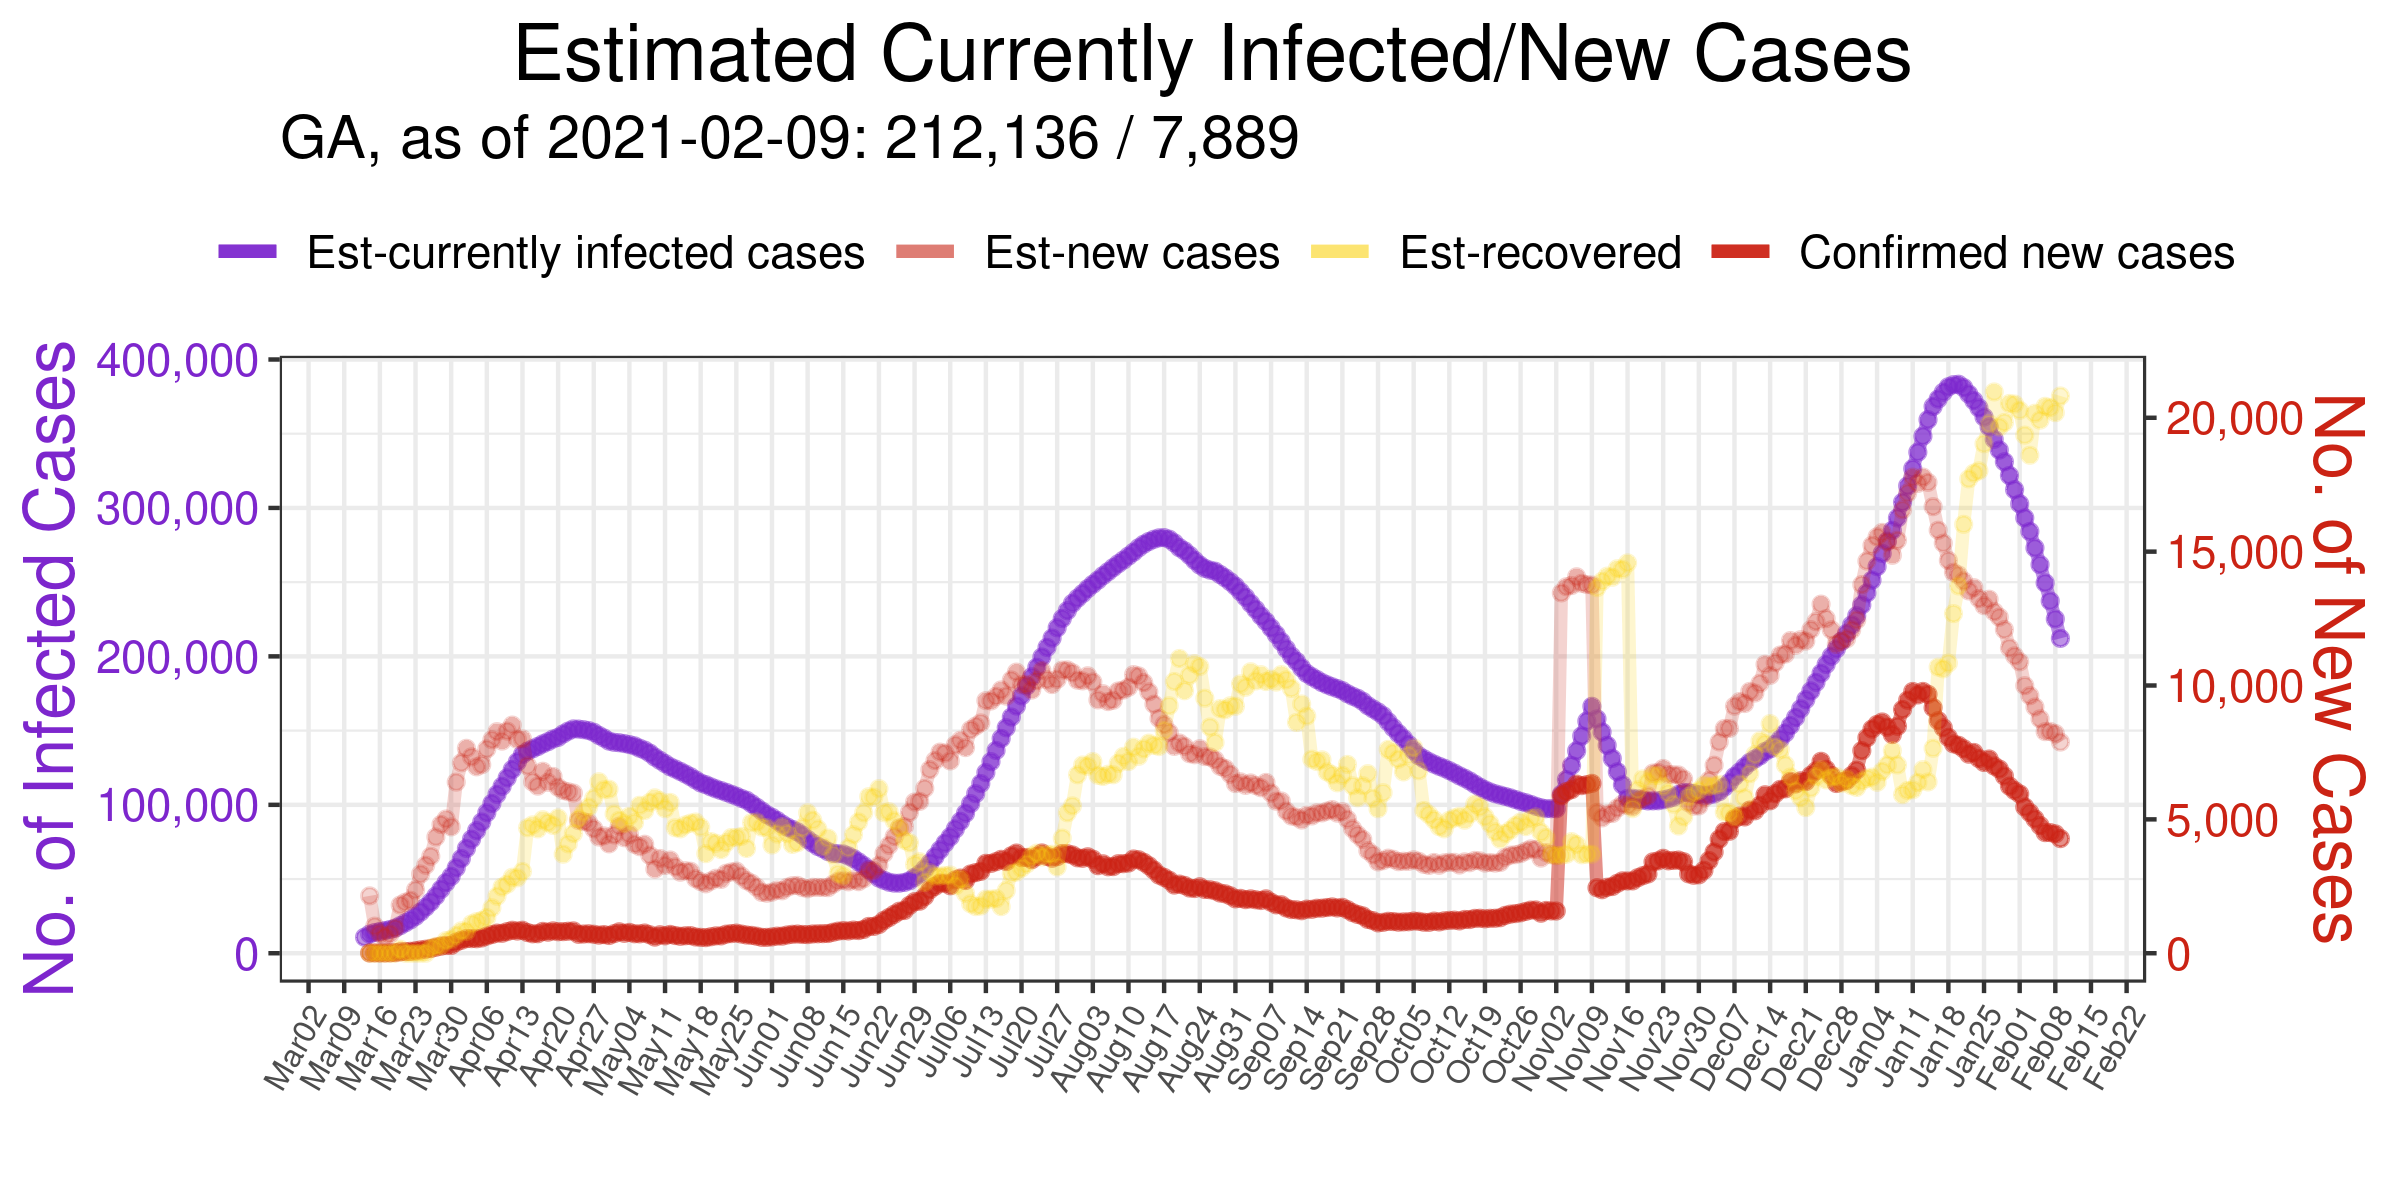 Estimated Currently Infected/New Cases
GA, as of 2021-02-09: 212,136 / 7,889
Est-currently infected cases Est-new cases Est-recovered Confirmed new cases
No. of Infected Cases
400,000
300,000
200,000
100,000
0
20,000
15,000
10,000
5,000
0
No. of New Cases
Mar02 Mar09 Mar16 Mar23 Mar30 Apr06 Apr13 Apr20 Apr27 May04 May11 May18 May25 Jun01 Jun08 Jun15 Jun22 Jun29 Jul06 Jul13 Jul20 Jul27 Aug03 Aug10 Aug17 Aug24 Aug31 Sep07 Sep14 Sep21 Sep28 Oct05 Oct12 Oct19 Oct26 Nov02 Nov09 Nov16 Nov23 Nov30 Dec07 Dec14 Dec21 Dec28 Jan04 Jan11 Jan18 Jan25 Feb01 Feb08 Feb15 Feb22